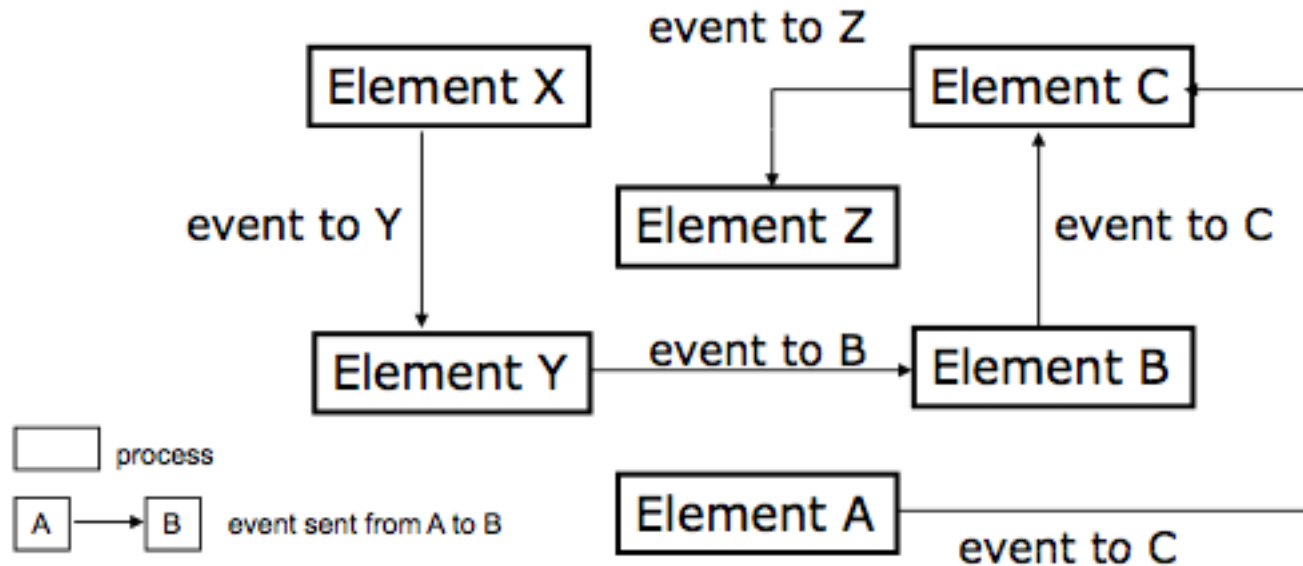 event to Z
Element X
Element C
event to Y
Element Z
event to C
Element Y
event to B
Element B
process
A
B
event sent from A to B
Element A
event to C